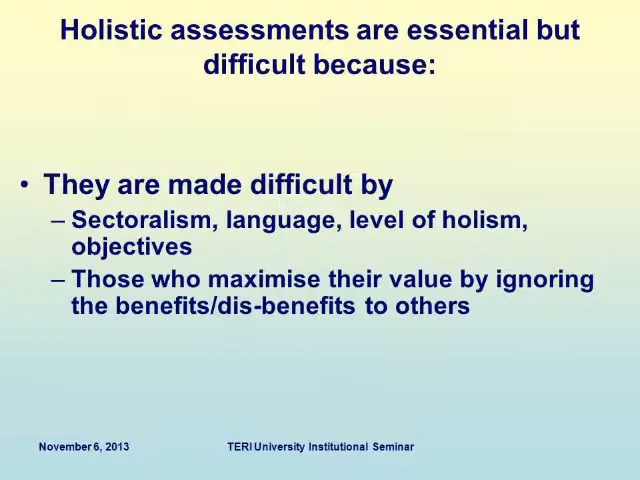 Holistic assessments are essential but
difficult because:
• They are made difficult by
– Sectoralism, language, level of holism,
objectives
– Those who maximise their value by ignoring
the benefits/dis-benefits to others
November 6, 2013
TERI University Institutional Seminar